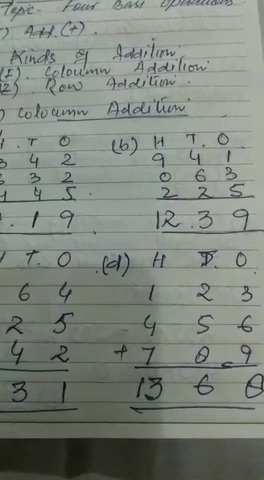 Topic- Four Basic Operations
Add. (+).
Kinds of Addition.
(1). Coloumn Addition
(2) Row Addition.
Coloumn Addition
T O (b) H T. O
3 4 2 9 4 1
3 2 0 6 3
4 5 2 2 5
1 9 12 3 9
T. O (d) H T. O
6 4 1 2 3
2 5 4 5 6
4 2 + 7 8 9
3 1 13 6 8